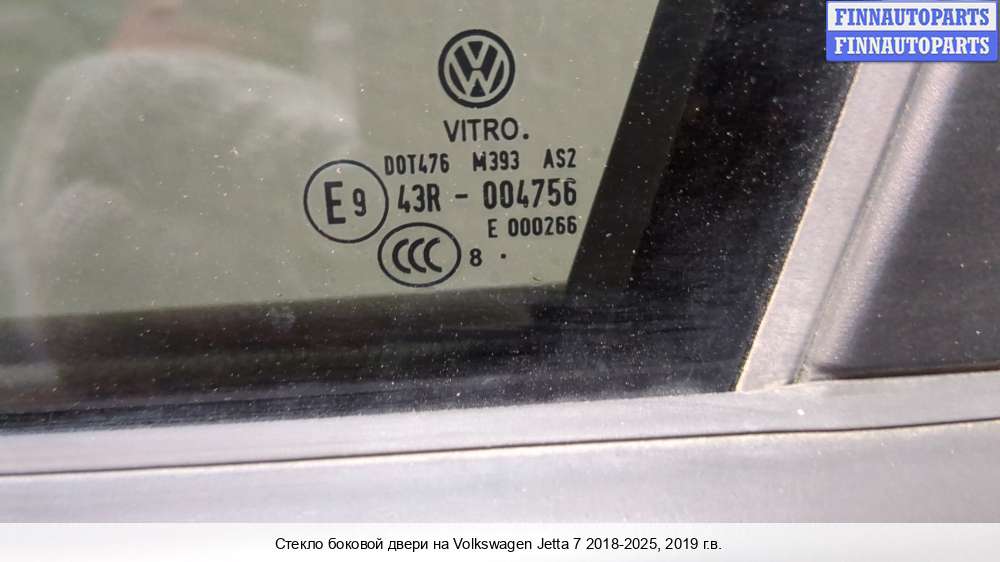 FINNAUTOPARTS
FINNAUTOPARTS
VITRO.
DOT476 M393 AS2
E9 43R - 004756
E 000266
CCC 8 .
Стекло боковой двери на Volkswagen Jetta 7 2018-2025, 2019 г.в.